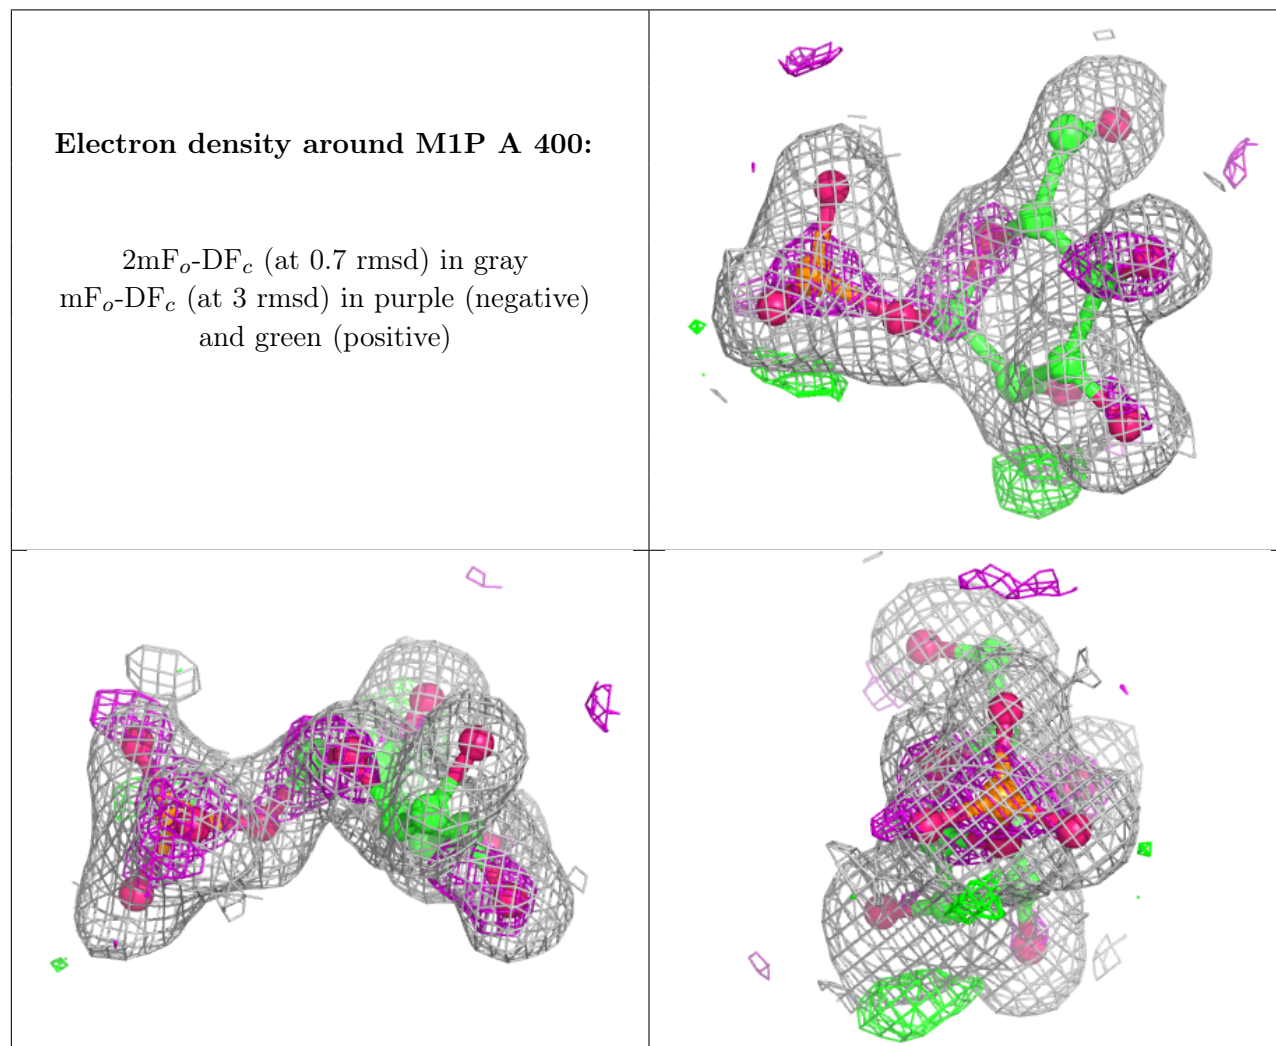 Electron density around M1P A 400:
2mFₒ-DF𝒸 (at 0.7 rmsd) in gray
mFₒ-DF𝒸 (at 3 rmsd) in purple (negative)
and green (positive)